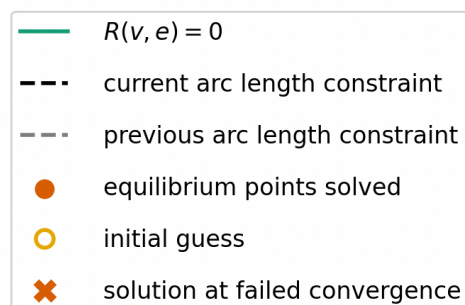 R(v, e) = 0
current arc length constraint
previous arc length constraint
equilibrium points solved
initial guess
solution at failed convergence